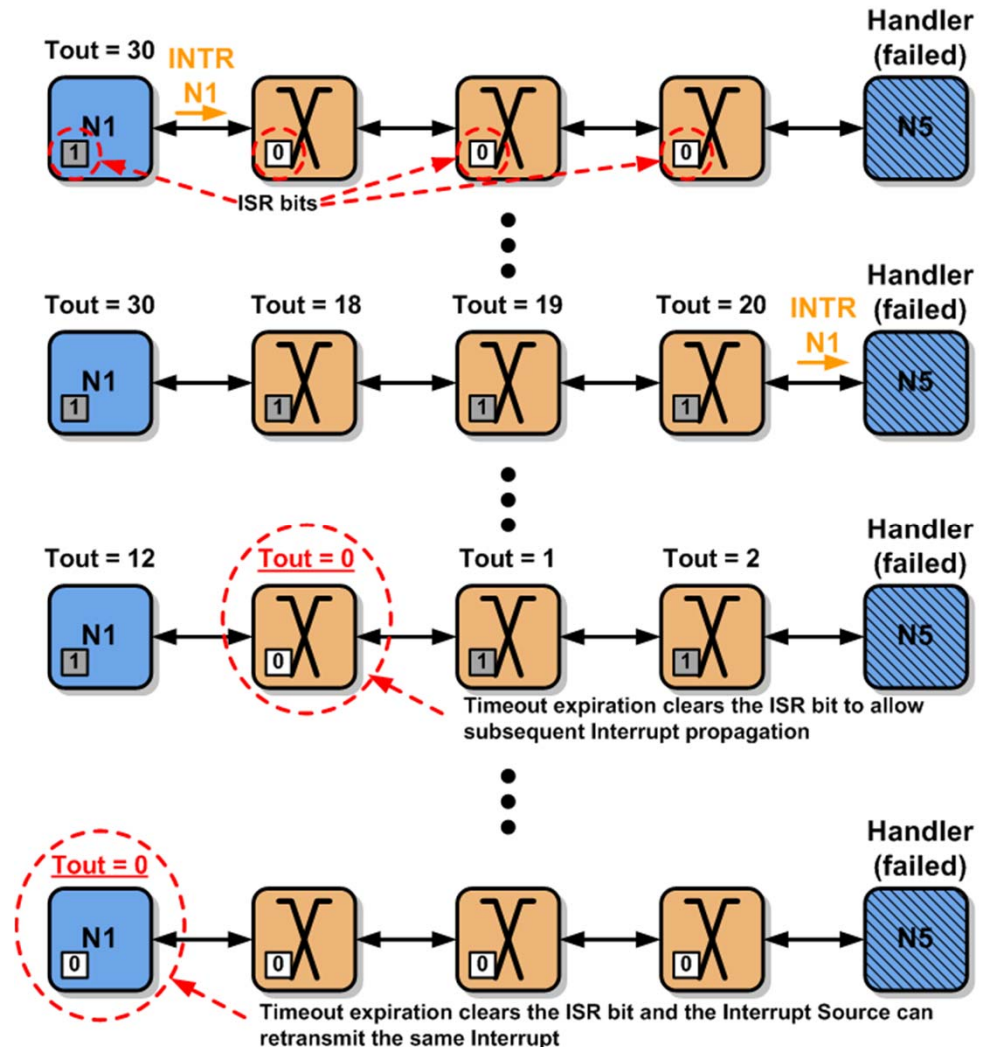 Handler
(failed)
Tout = 30
INTR
N1
N1
N5
1
0
0
0
ISR bits
Handler
(failed)
Tout = 30
Tout = 18
Tout = 19
Tout = 20
INTR
N1
N1
N5
1
1
1
1
Handler
(failed)
Tout = 12
Tout = 0
Tout = 1
Tout = 2
N1
N5
1
0
1
1
Timeout expiration clears the ISR bit to allow
subsequent Interrupt propagation
Handler
(failed)
Tout = 0
N1
N5
0
0
0
0
Timeout expiration clears the ISR bit and the Interrupt Source can
retransmit the same Interrupt